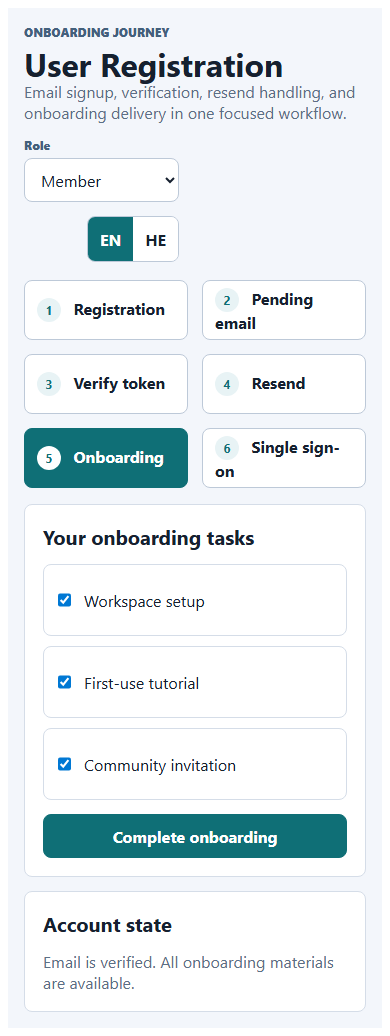 ONBOARDING JOURNEY
User Registration
Email signup, verification, resend handling, and
onboarding delivery in one focused workflow.
Role
Member
EN HE
1 Registration
2 Pending
email
3 Verify token
4 Resend
5 Onboarding
6 Single sign-
on
Your onboarding tasks
Workspace setup
First-use tutorial
Community invitation
Complete onboarding
Account state
Email is verified. All onboarding materials
are available.